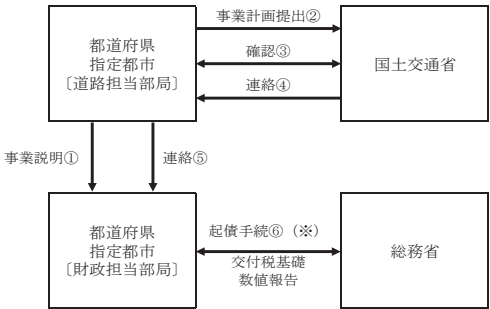 事業計画提出②
都道府県
指定都市
〔道路担当部局〕
確認③
国土交通省
連絡④
事業説明①
連絡⑤
都道府県
指定都市
〔財政担当部局〕
起債手続⑥（※）
総務省
交付税基礎
数値報告